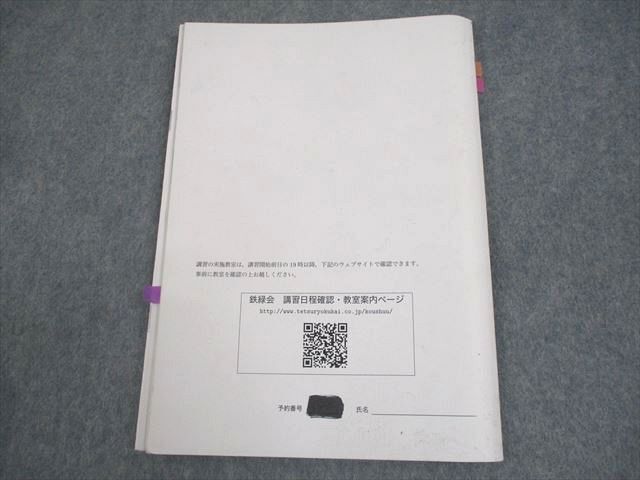 講習の実施教室は、講習開始前日の19時以降、下記のウェブサイトで確認できます。
事前に教室を確認の上お越しください。
鉄緑会 講習日程確認・教室案内ページ
http://www.tetsuryokukai.co.jp/koushuu/
予約番号 氏名